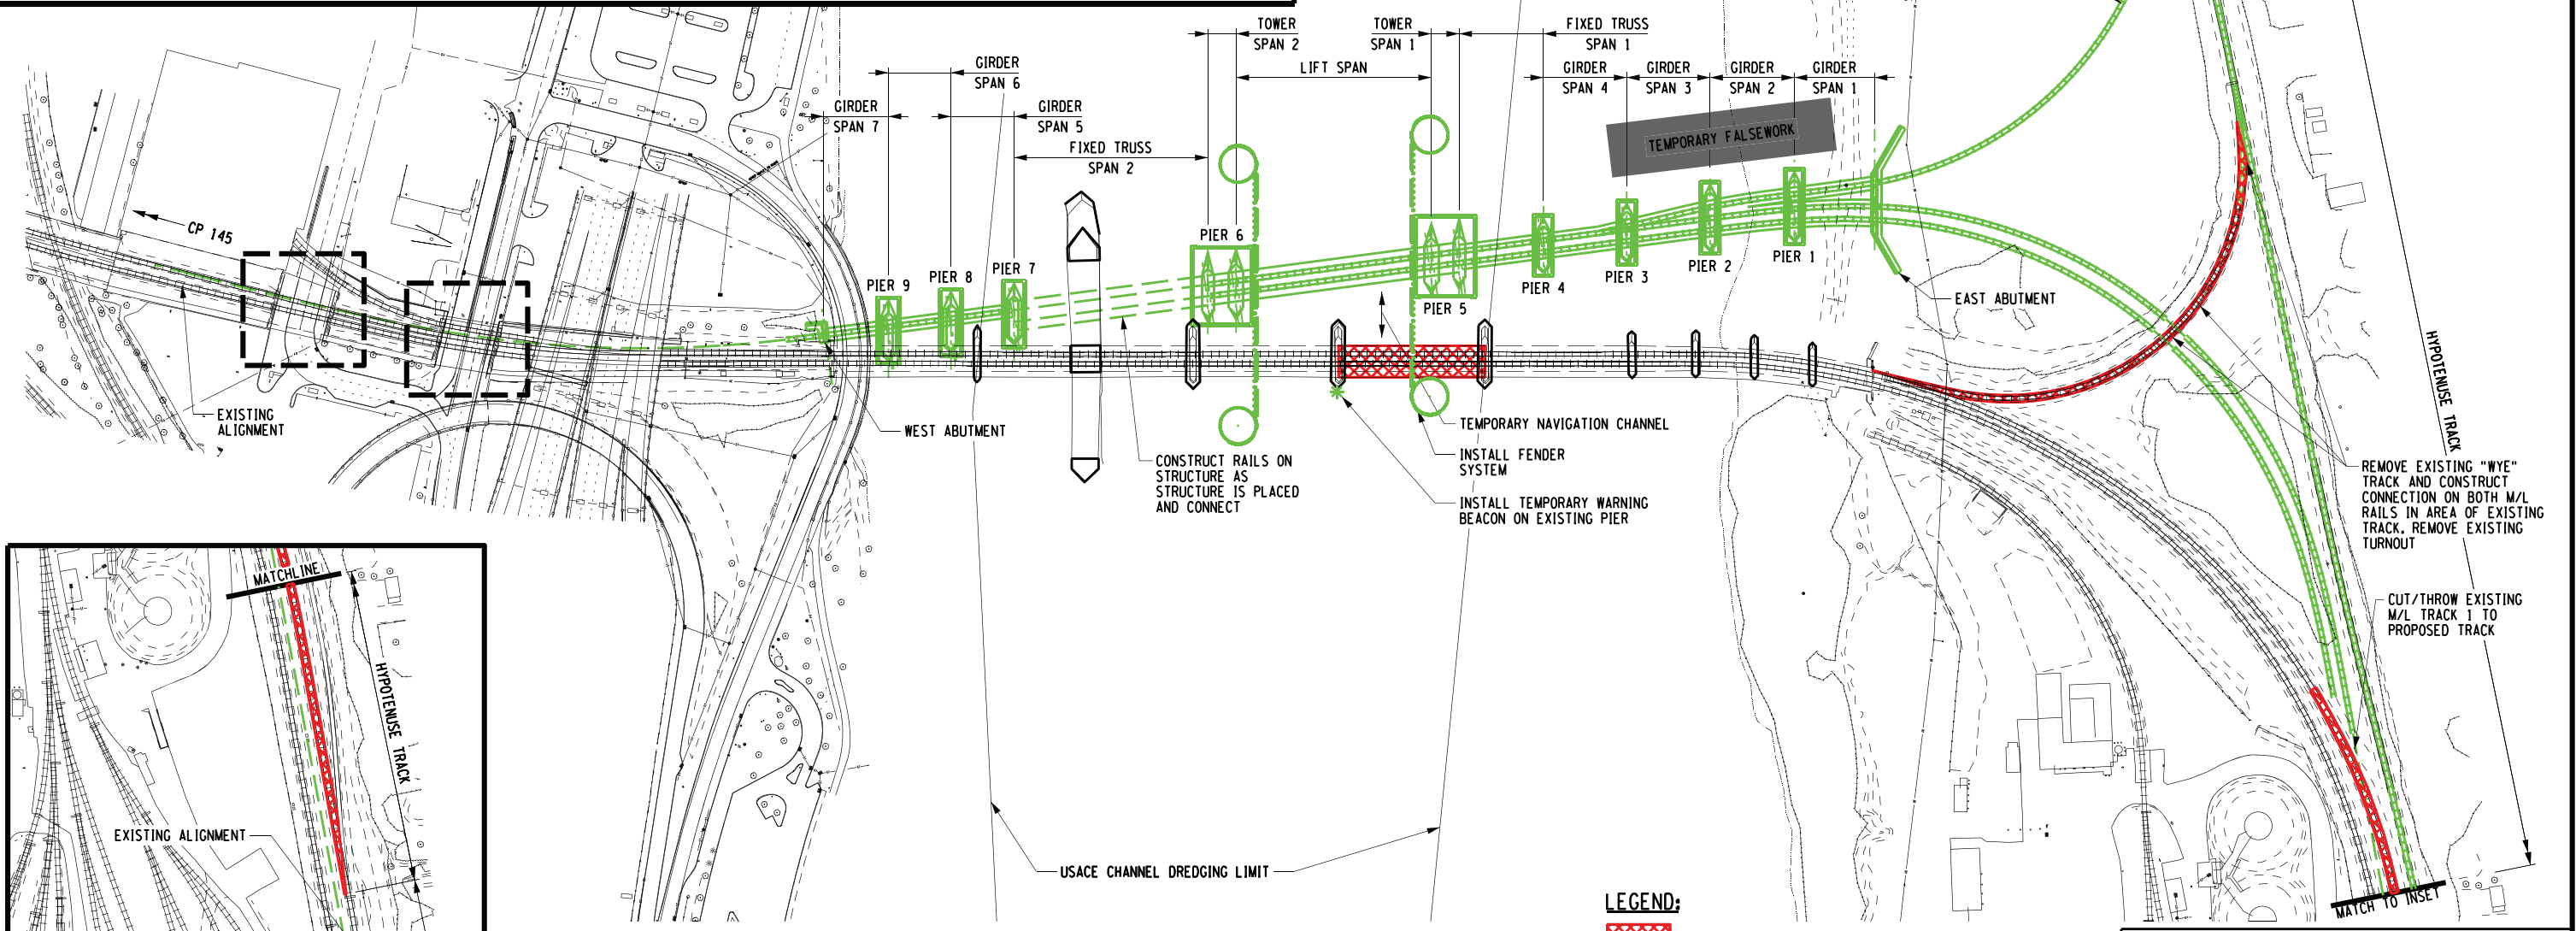 TOWER
SPAN 2
TOWER
SPAN 1
FIXED TRUSS
SPAN 1
LIFT SPAN
GIRDER
SPAN 6
GIRDER
SPAN 7
GIRDER
SPAN 5
FIXED TRUSS
SPAN 2
GIRDER
SPAN 4
GIRDER
SPAN 3
GIRDER
SPAN 2
GIRDER
SPAN 1
TEMPORARY FALSEWORK
CP 145
PIER 9
PIER 8
PIER 7
PIER 6
PIER 5
PIER 4
PIER 3
PIER 2
PIER 1
EAST ABUTMENT
EXISTING
ALIGNMENT
WEST ABUTMENT
CONSTRUCT RAILS ON
STRUCTURE AS
STRUCTURE IS PLACED
AND CONNECT
TEMPORARY NAVIGATION CHANNEL
INSTALL FENDER
SYSTEM
INSTALL TEMPORARY WARNING
BEACON ON EXISTING PIER
HYPOTENUSE TRACK
REMOVE EXISTING "WYE"
TRACK AND CONSTRUCT
CONNECTION ON BOTH M/L
RAILS IN AREA OF EXISTING
TRACK. REMOVE EXISTING
TURNOUT
CUT/THROW EXISTING
M/L TRACK 1 TO
PROPOSED TRACK
MATCHLINE
HYPOTENUSE TRACK
EXISTING ALIGNMENT
USACE CHANNEL DREDGING LIMIT
LEGEND:
MATCH TO INSET